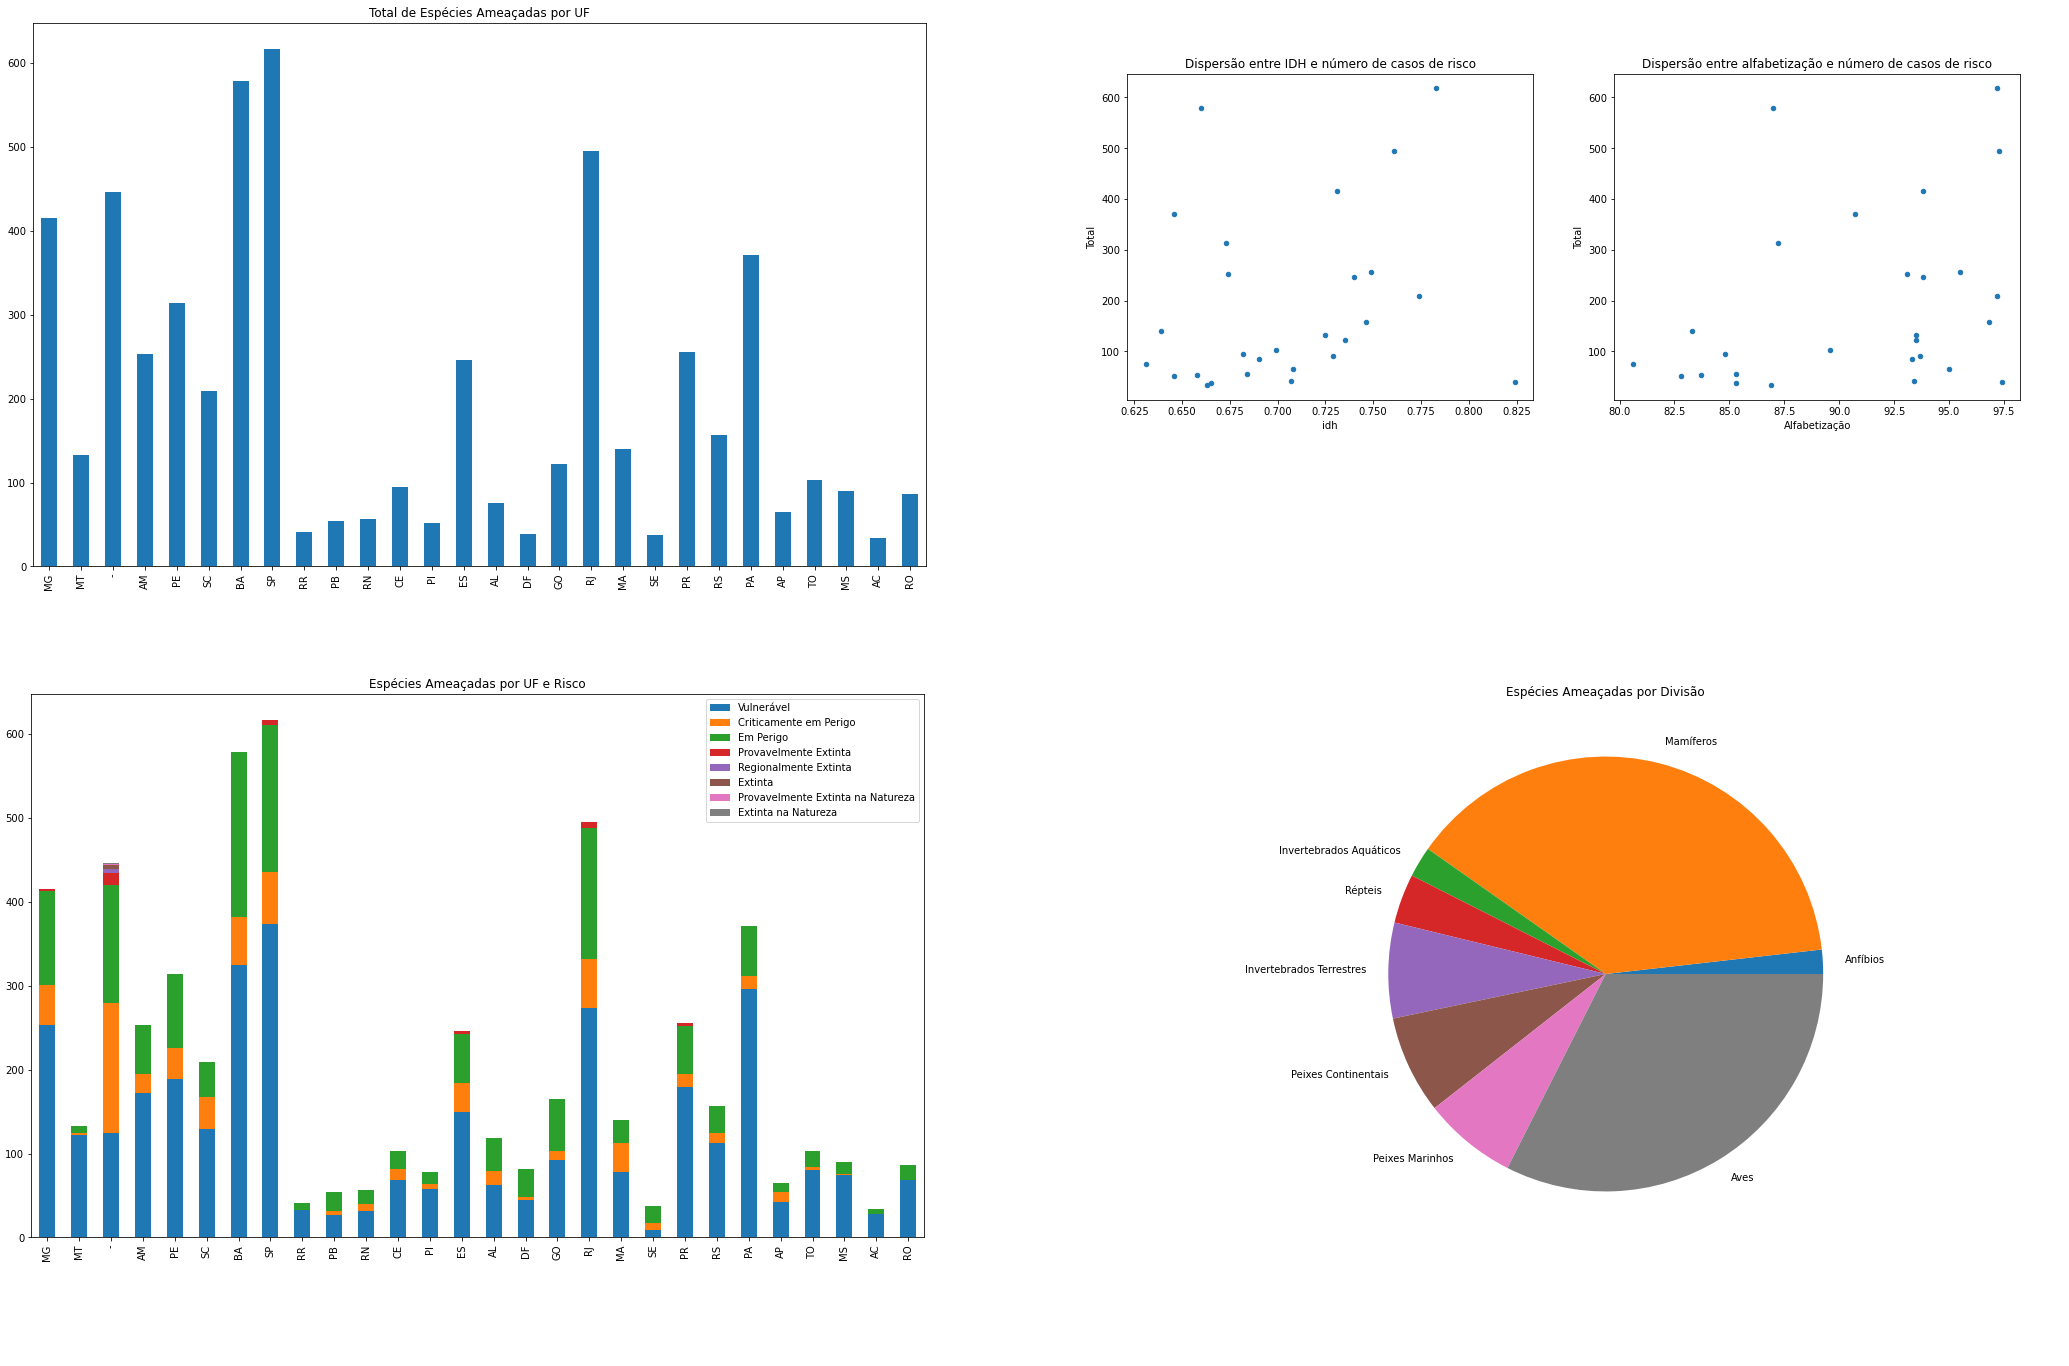 Total de Espécies Ameaçadas por UF
600
500
400
300
200
100
0
MG MT - AM PE SC BA SP RR PB RN CE PI ES AL DF GO RJ MA SE PR RS PA AP TO MS AC RO
Dispersão entre IDH e número de casos de risco
Total
600
500
400
300
200
100
0.625 0.650 0.675 0.700 0.725 0.750 0.775 0.800 0.825
idh
Dispersão entre alfabetização e número de casos de risco
Total
600
500
400
300
200
100
80.0 82.5 85.0 87.5 90.0 92.5 95.0 97.5
Alfabetização
Espécies Ameaçadas por UF e Risco
Vulnerável
Criticamente em Perigo
Em Perigo
Provavelmente Extinta
Regionalmente Extinta
Extinta
Provavelmente Extinta na Natureza
Extinta na Natureza
600
500
400
300
200
100
0
MG MT - AM PE SC BA SP RR PB RN CE PI ES AL DF GO RJ MA SE PR RS PA AP TO MS AC RO
Espécies Ameaçadas por Divisão
Mamíferos
Invertebrados Aquáticos
Répteis
Anfíbios
Invertebrados Terrestres
Peixes Continentais
Peixes Marinhos
Aves